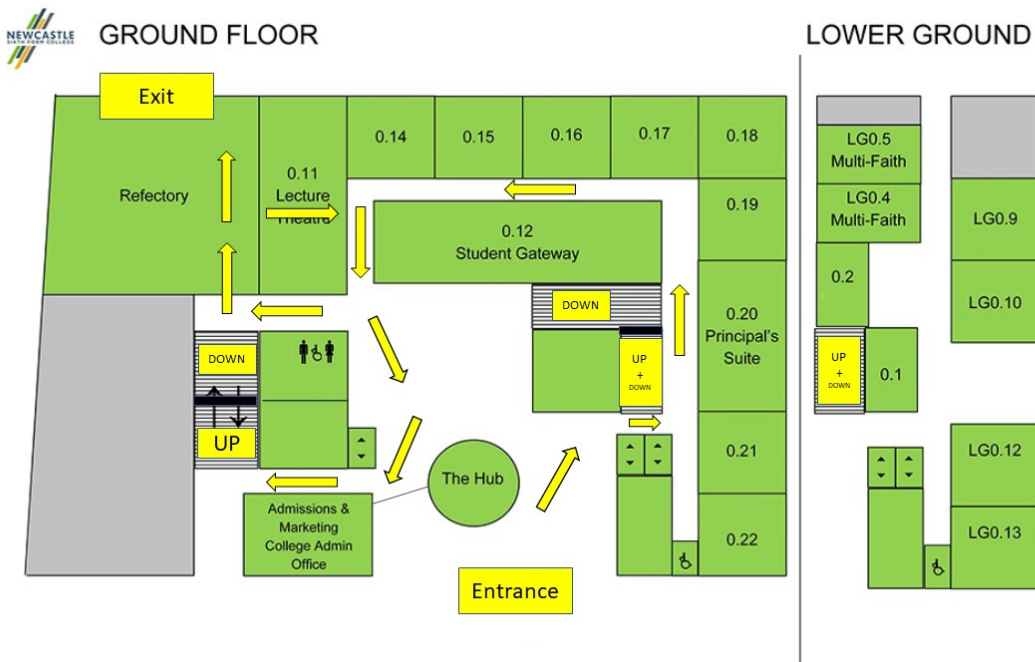 NEWCASTLE
SIXTH FORM COLLEGE
GROUND FLOOR
LOWER GROUND
Exit
0.14
0.15
0.16
0.17
0.18
LG0.5
Multi-Faith
0.11
Lecture
Theatre
Refectory
0.19
LG0.4
Multi-Faith
LG0.9
0.12
Student Gateway
0.2
DOWN
LG0.10
0.20
Principal's
Suite
DOWN
UP
+
DOWN
UP
+
DOWN
0.1
UP
0.21
LG0.12
The Hub
Admissions &
Marketing
College Admin
Office
0.22
LG0.13
Entrance